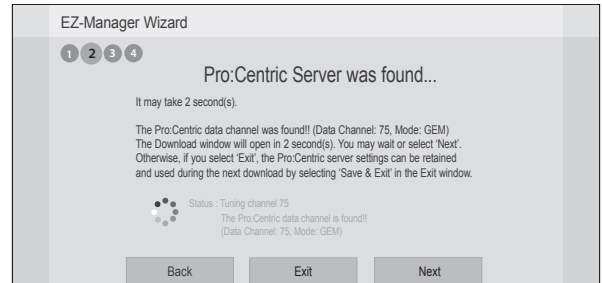 EZ-Manager Wizard
1 2 3 4
Pro:Centric Server was found...
It may take 2 second(s).
The Pro:Centric data channel was found!! (Data Channel: 75, Mode: GEM)
The Download window will open in 2 second(s). You may wait or select ‘Next’.
Otherwise, if you select ‘Exit’, the Pro:Centric server settings can be retained
and used during the next download by selecting ‘Save & Exit’ in the Exit window.
Status : Tuning channel 75
The Pro:Centric data channel is found!!
(Data Channel: 75, Mode: GEM)
Back Exit Next